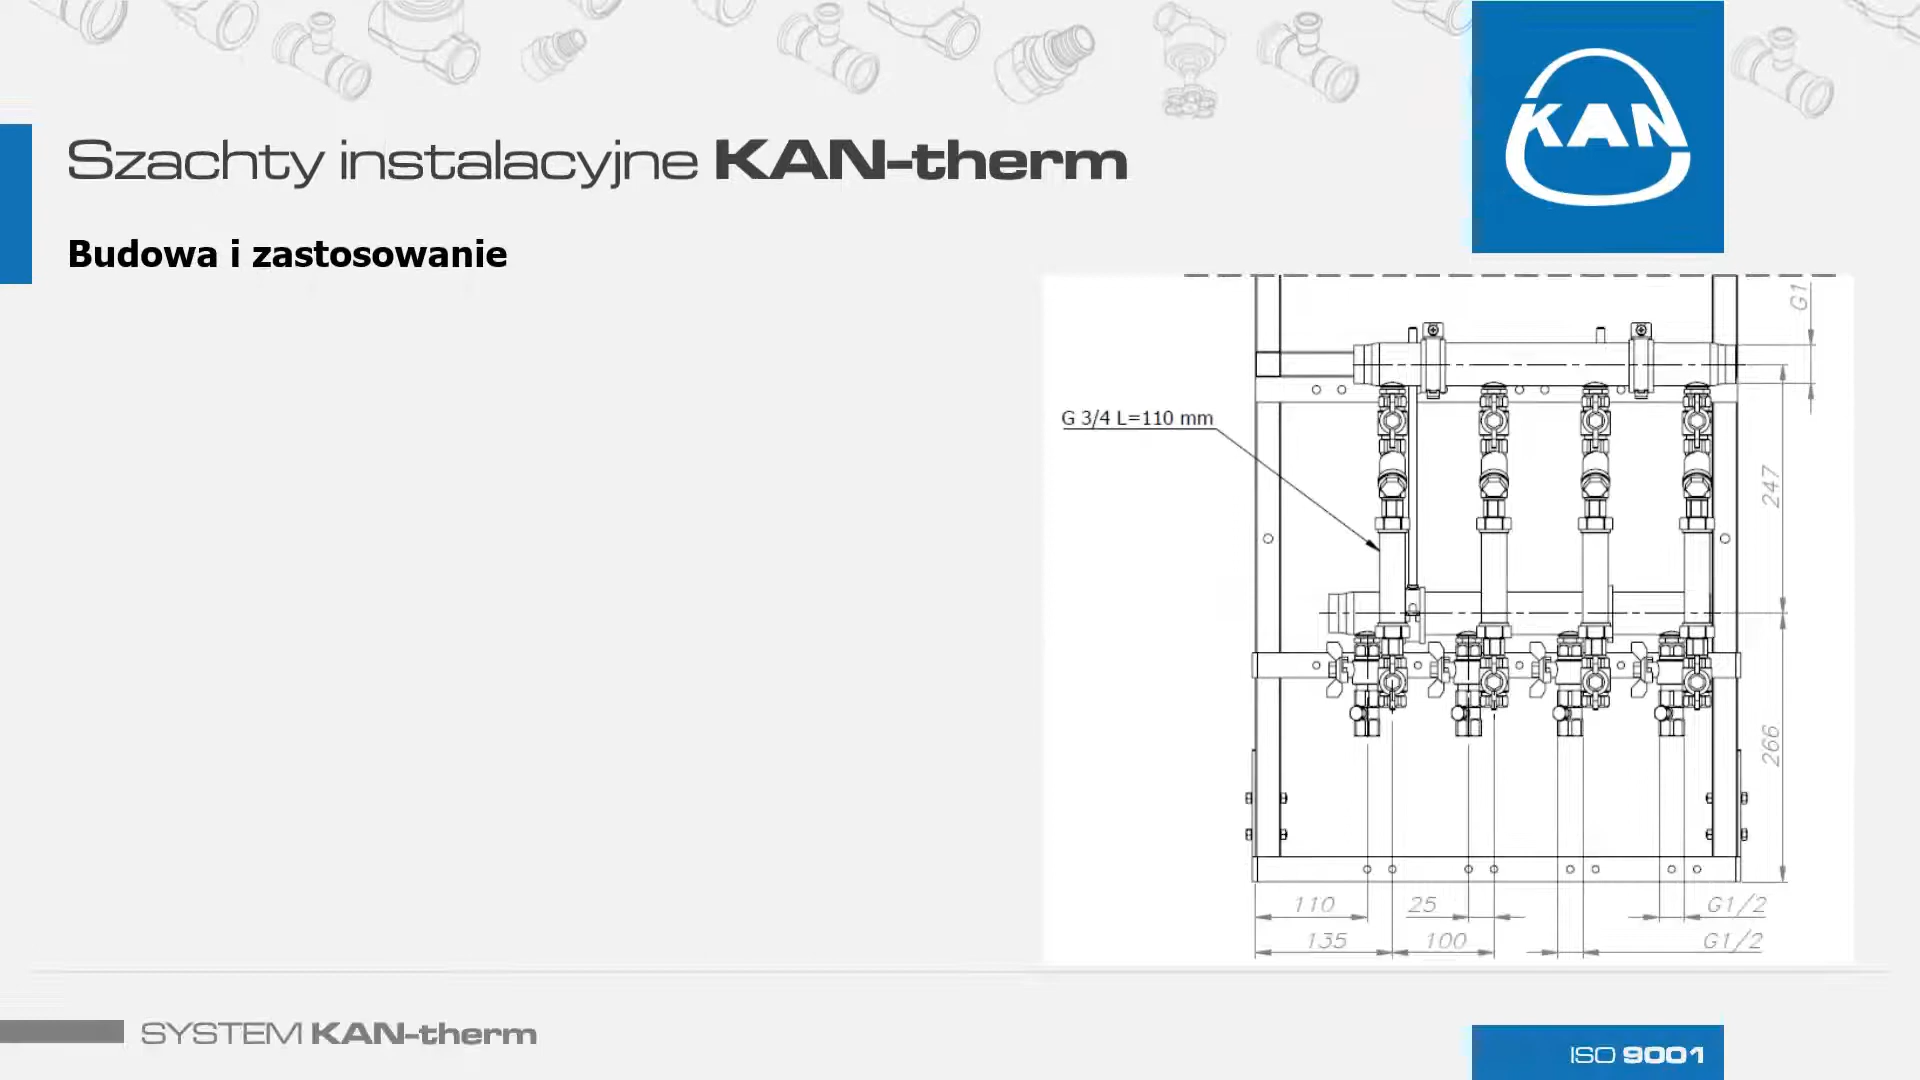 KAN
Szachty instalacyjne KAN-therm
Budowa i zastosowanie
G1
G 3/4 L=110 mm
247
266
110
25
G1/2
135
100
G1/2
SYSTEM KAN-therm
ISO 9001